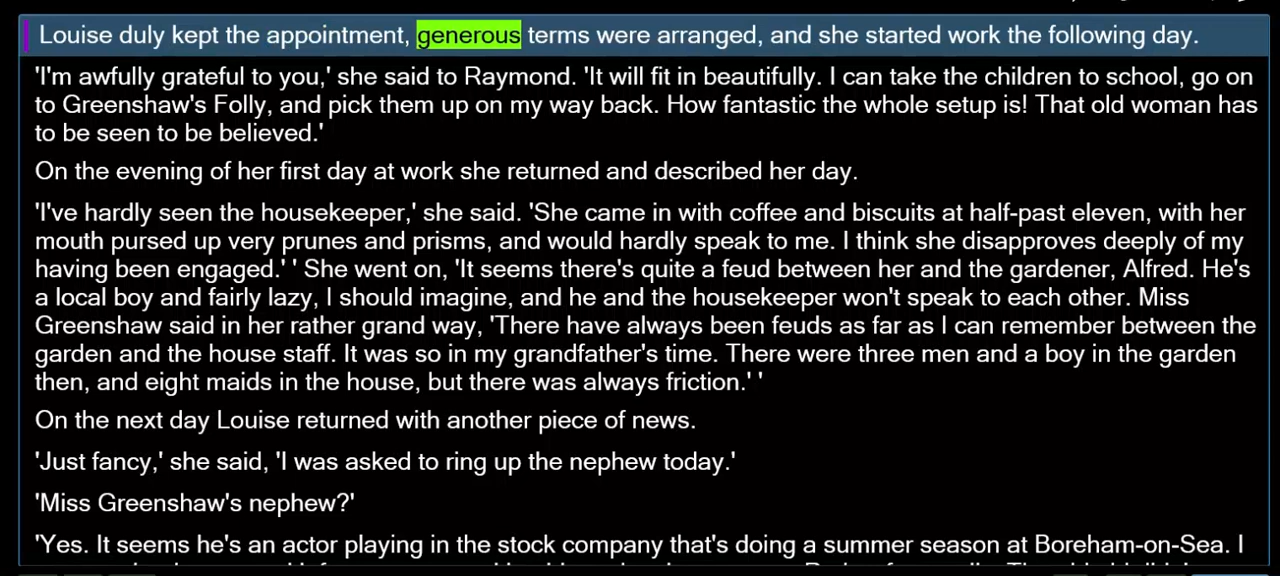 Louise duly kept the appointment, generous terms were arranged, and she started work the following day.
'I'm awfully grateful to you,' she said to Raymond. 'It will fit in beautifully. I can take the children to school, go on
to Greenshaw's Folly, and pick them up on my way back. How fantastic the whole setup is! That old woman has
to be seen to be believed.'
On the evening of her first day at work she returned and described her day.
'I've hardly seen the housekeeper,' she said. 'She came in with coffee and biscuits at half-past eleven, with her
mouth pursed up very prunes and prisms, and would hardly speak to me. I think she disapproves deeply of my
having been engaged.' ' She went on, 'It seems there's quite a feud between her and the gardener, Alfred. He's
a local boy and fairly lazy, I should imagine, and he and the housekeeper won't speak to each other. Miss
Greenshaw said in her rather grand way, 'There have always been feuds as far as I can remember between the
garden and the house staff. It was so in my grandfather's time. There were three men and a boy in the garden
then, and eight maids in the house, but there was always friction.' '
On the next day Louise returned with another piece of news.
'Just fancy,' she said, 'I was asked to ring up the nephew today.'
'Miss Greenshaw's nephew?'
'Yes. It seems he's an actor playing in the stock company that's doing a summer season at Boreham-on-Sea. I